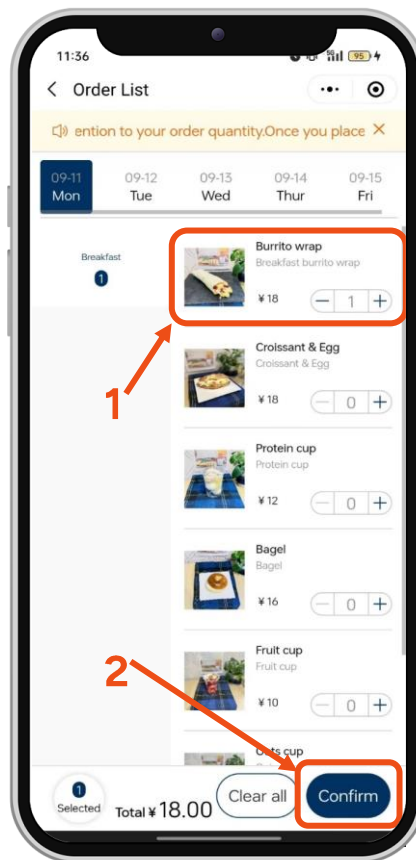 11:36
5G
95
Order List
ention to your order quantity.Once you place
09-11 09-12 09-13 09-14 09-15
Mon Tue Wed Thur Fri
Breakfast
1
Burrito wrap
Breakfast burrito wrap
¥ 18 1
1
Croissant & Egg
Croissant & Egg
¥ 18 0
Protein cup
Protein cup
¥ 12 0
Bagel
Bagel
¥ 16 0
2
Fruit cup
Fruit cup
¥ 10 0
Oats cup
1
Selected
Total ¥ 18.00
Clear all
Confirm